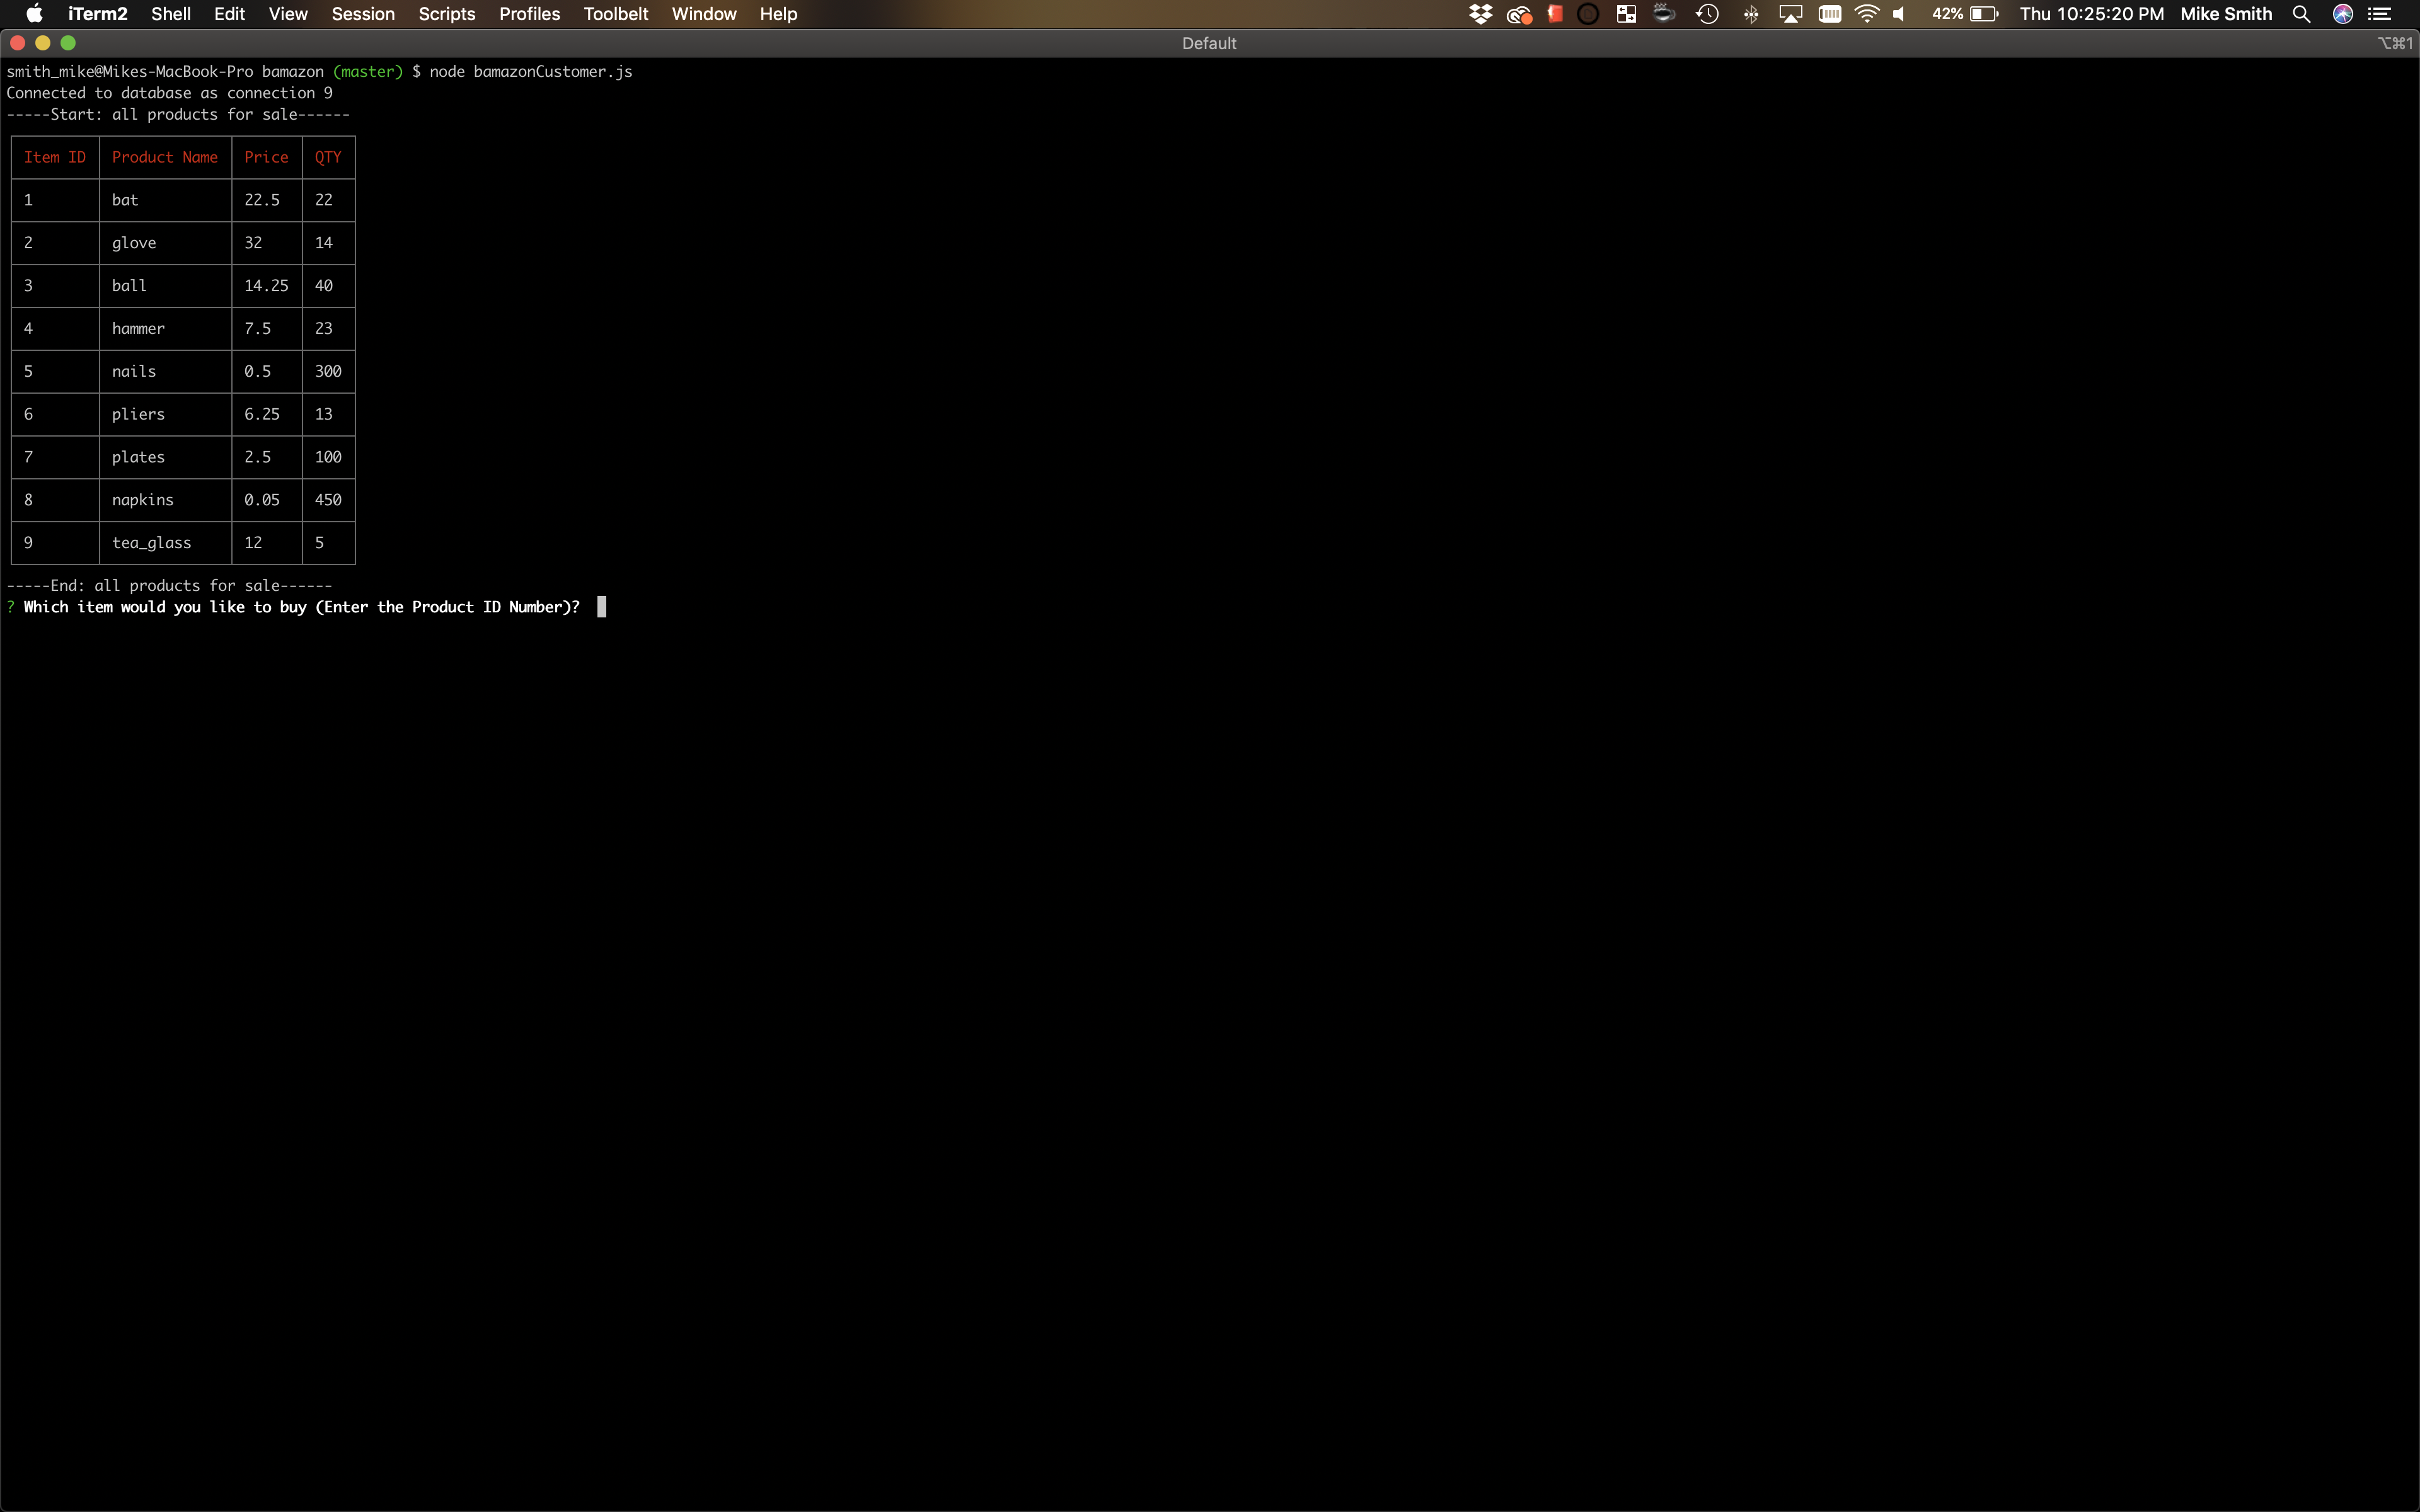 iTerm2 Shell Edit View Session Scripts Profiles Toolbelt Window Help 42% Thu 10:25:20 PM Mike Smith
Default ⌥⌘1
smith_mike@Mikes-MacBook-Pro bamazon (master) $ node bamazonCustomer.js
Connected to database as connection 9
-----Start: all products for sale------
Item ID Product Name Price QTY
1 bat 22.5 22
2 glove 32 14
3 ball 14.25 40
4 hammer 7.5 23
5 nails 0.5 300
6 pliers 6.25 13
7 plates 2.5 100
8 napkins 0.05 450
9 tea_glass 12 5
-----End: all products for sale------
? Which item would you like to buy (Enter the Product ID Number)?